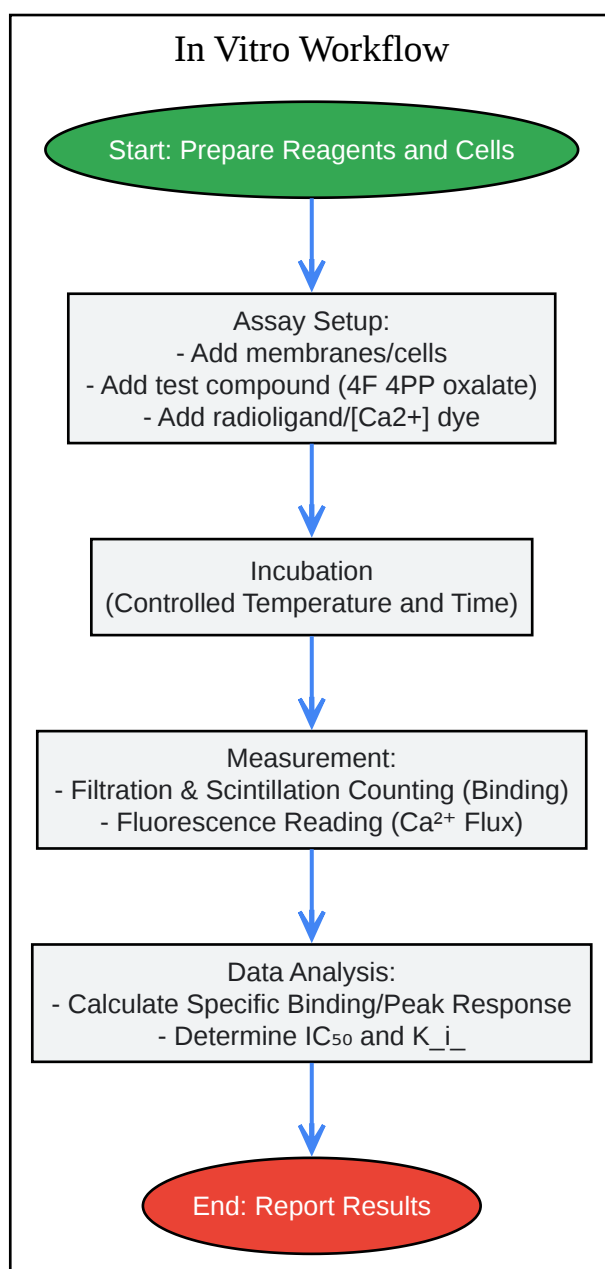 In Vitro Workflow
Start: Prepare Reagents and Cells
Assay Setup:
- Add membranes/cells
- Add test compound (4F 4PP oxalate)
- Add radioligand/[Ca2+] dye
Incubation
(Controlled Temperature and Time)
Measurement:
- Filtration & Scintillation Counting (Binding)
- Fluorescence Reading (Ca²⁺ Flux)
Data Analysis:
- Calculate Specific Binding/Peak Response
- Determine IC₅₀ and K_i_
End: Report Results